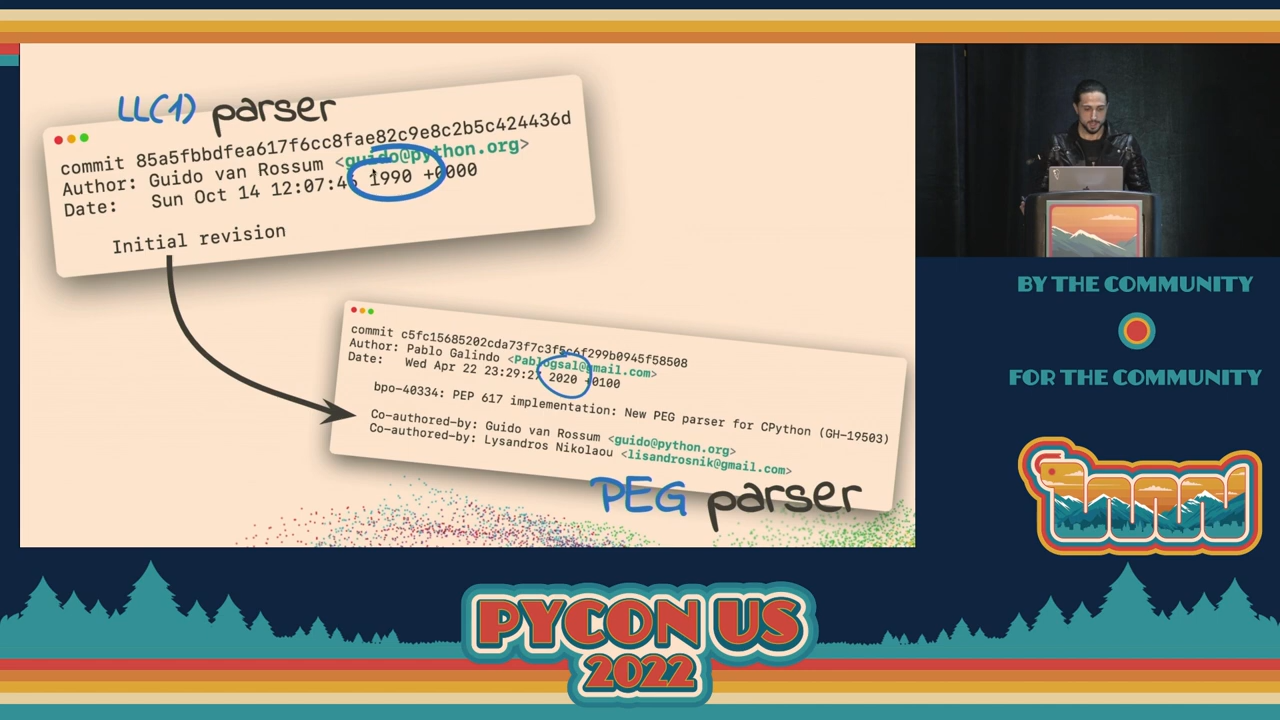 LL(1) parser
commit 85a5fbbdfea617f6cc8fae82c9e8c2b5c424436d
Author: Guido van Rossum <guido@python.org>
Date: Sun Oct 14 12:07:46 1990 +0000
Initial revision
commit c5fc15685202cda73f7c3f5c6f299b0945f58508
Author: Pablo Galindo <Pablogsal@gmail.com>
Date: Wed Apr 22 23:29:27 2020 +0100
bpo-40334: PEP 617 implementation: New PEG parser for CPython (GH-19503)
Co-authored-by: Guido van Rossum <guido@python.org>
Co-authored-by: Lysandros Nikolaou <lisandrosnik@gmail.com>
PEG parser
BY THE COMMUNITY
FOR THE COMMUNITY
PYCON US
2022